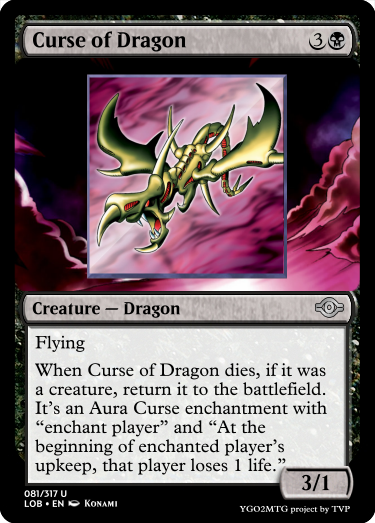 Curse of Dragon 3
Creature — Dragon
Flying
When Curse of Dragon dies, if it was
a creature, return it to the battlefield.
It's an Aura Curse enchantment with
“enchant player” and “At the
beginning of enchanted player's
upkeep, that player loses 1 life.”
3/1
081/317 U
LOB • EN KONAMI
YGO2MTG project by TVP